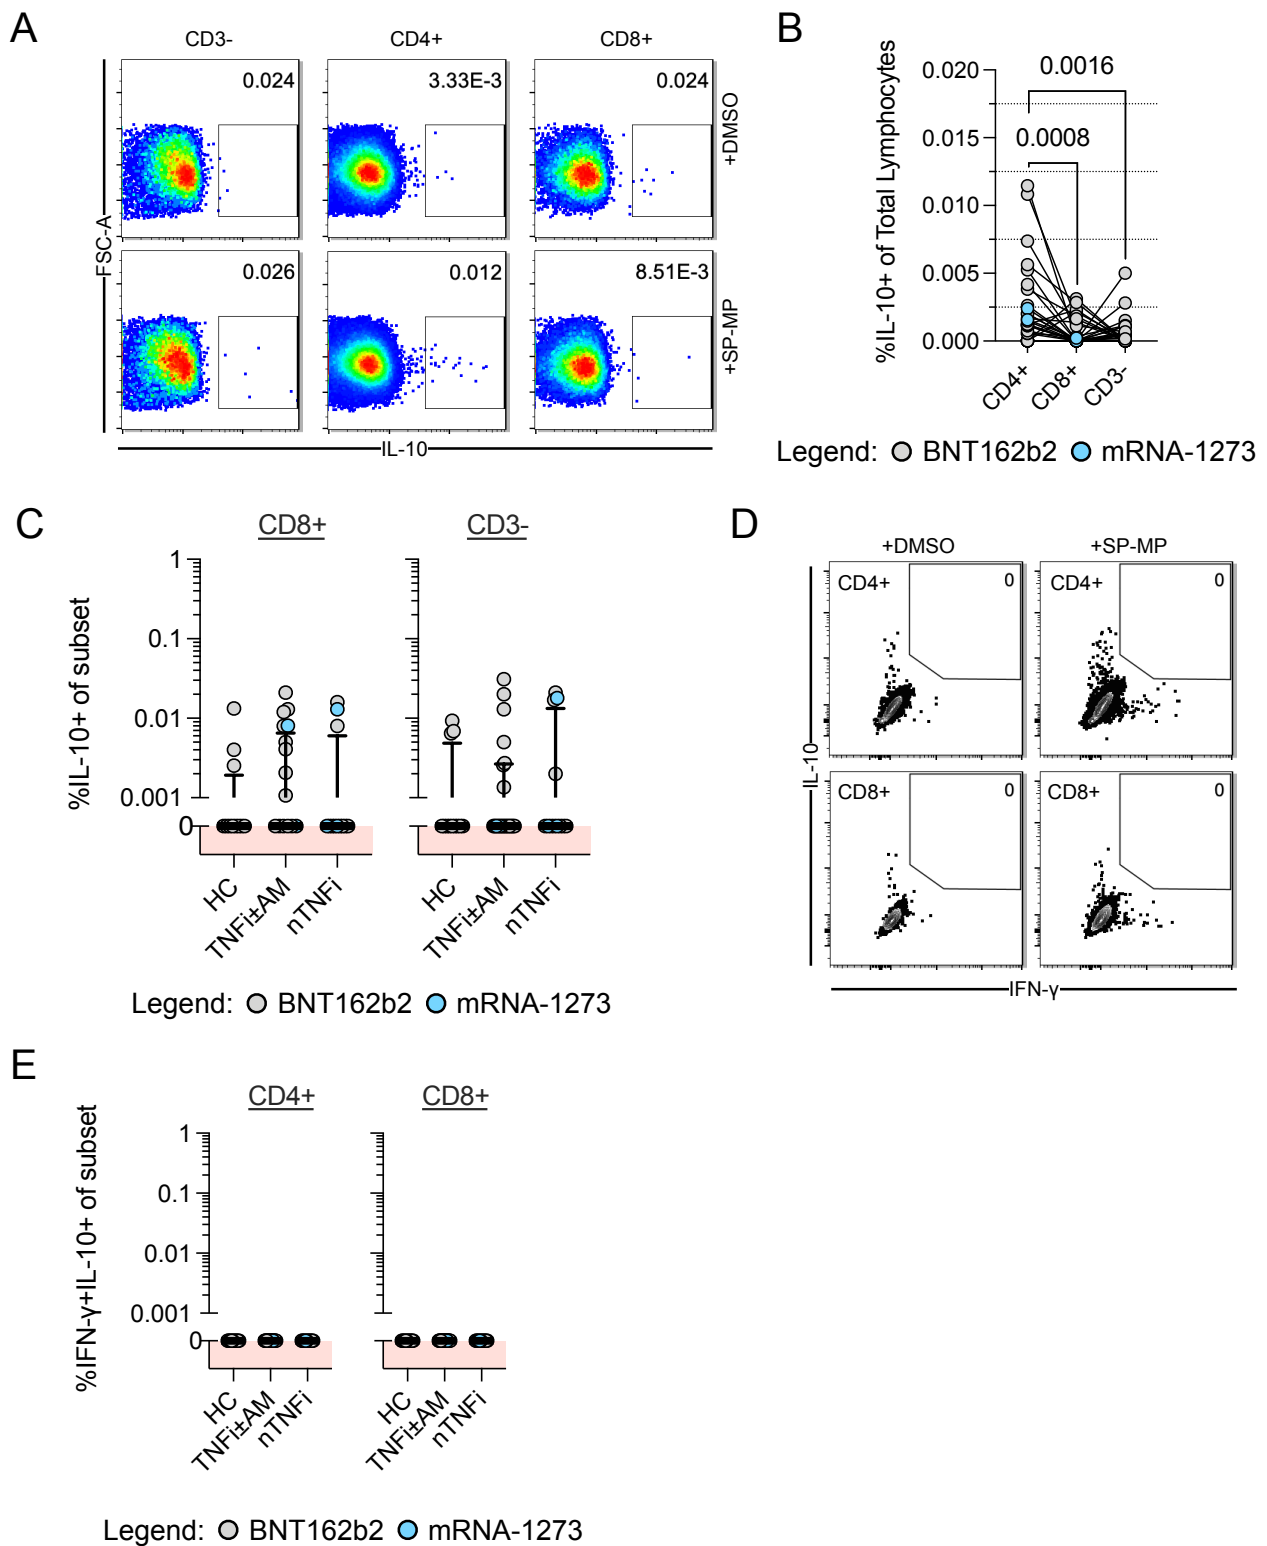 A
CD3-
CD4+
CD8+
0.024
3.33E-3
0.024
+DMSO
FSC-A
0.026
0.012
8.51E-3
+SP-MP
IL-10
B
%IL-10+ of Total Lymphocytes
0.020
0.015
0.010
0.005
0.000
0.0016
0.0008
CD4+
CD8+
CD3-
Legend: BNT162b2 mRNA-1273
C
CD8+
CD3-
%IL-10+ of subset
1
0.1
0.01
0.001
0
HC
TNFi±AM
nTNFi
HC
TNFi±AM
nTNFi
Legend: BNT162b2 mRNA-1273
D
+DMSO
+SP-MP
CD4+
0
CD4+
0
IL-10
CD8+
0
CD8+
0
IFN-γ
E
CD4+
CD8+
%IFN-γ+IL-10+ of subset
1
0.1
0.01
0.001
0
HC
TNFi±AM
nTNFi
HC
TNFi±AM
nTNFi
Legend: BNT162b2 mRNA-1273